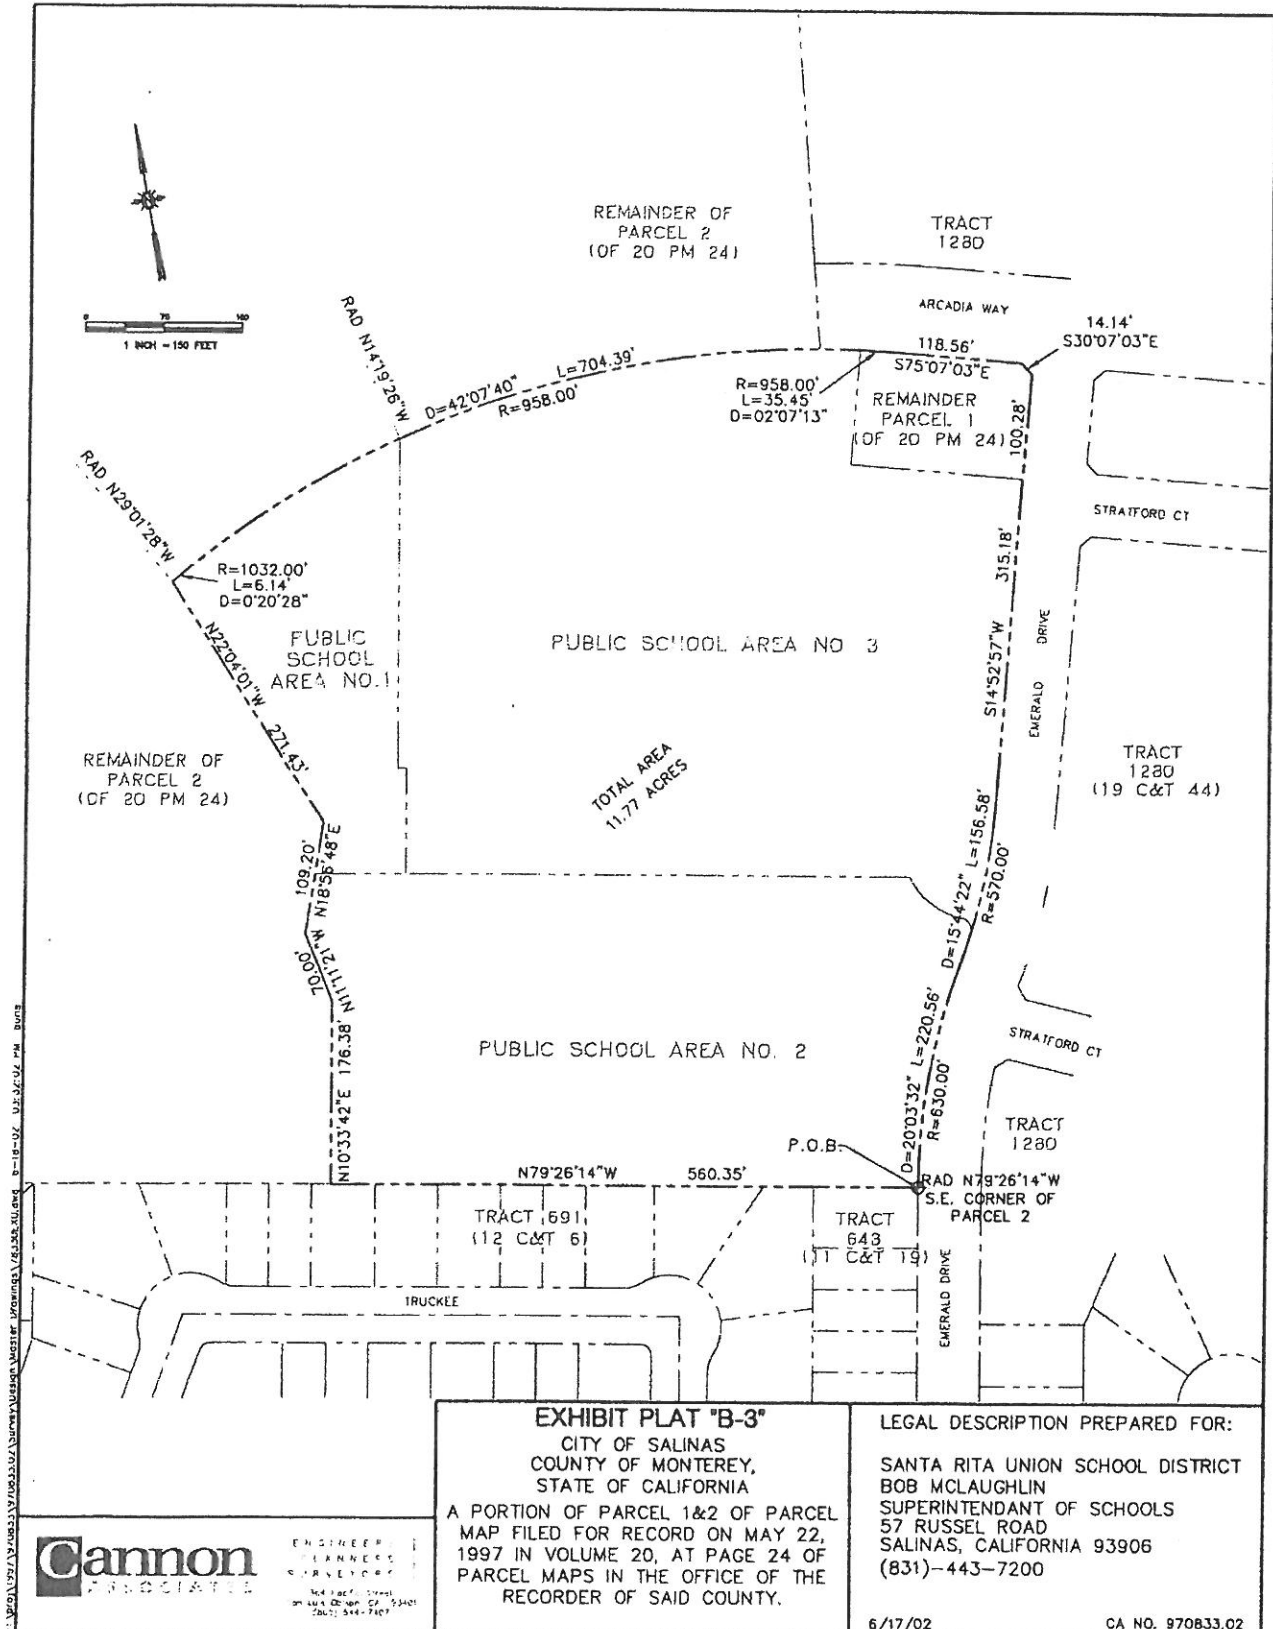 REMAINDER OF
PARCEL 2
(OF 20 PM 24)
TRACT
1280
ARCADIA WAY
14.14'
S30°07'03"E
118.56'
S75°07'03"E
R=958.00'
L=35.45'
D=02°07'13"
REMAINDER
PARCEL 1
(OF 20 PM 24)
100.28'
1 INCH =150 FEET
RAD N14°19'26"W
D=42°07'40"
L=704.39'
R=958.00'
RAD N29°01'28"W
R=1032.00'
L=6.14'
D=0°20'28"
STRATFORD CT
315.18'
S14°52'57"W
EMERALD DRIVE
PUBLIC
SCHOOL
AREA NO.1
PUBLIC SCHOOL AREA NO 3
N22°04'01"W
271.43'
REMAINDER OF
PARCEL 2
(OF 20 PM 24)
TOTAL AREA
11.77 ACRES
TRACT
1280
(19 C&T 44)
109.20'
N18°56'48"E
D=15°44'22" L=156.58'
R=570.00'
70.00'
N11°11'21"W
N10°33'42"E 176.38'
PUBLIC SCHOOL AREA NO. 2
D=20°03'32" L=220.56'
R=630.00'
STRATFORD CT
TRACT
1280
P.O.B.
N79°26'14"W 560.35'
RAD N79°26'14"W
S.E. CORNER OF
PARCEL 2
TRACT 691
(12 C&T 6)
TRACT
643
(11 C&T 19)
TRUCKEE
EMERALD DRIVE
EXHIBIT PLAT "B-3"
CITY OF SALINAS
COUNTY OF MONTEREY,
STATE OF CALIFORNIA
A PORTION OF PARCEL 1&2 OF PARCEL
MAP FILED FOR RECORD ON MAY 22,
1997 IN VOLUME 20, AT PAGE 24 OF
PARCEL MAPS IN THE OFFICE OF THE
RECORDER OF SAID COUNTY.
LEGAL DESCRIPTION PREPARED FOR:
SANTA RITA UNION SCHOOL DISTRICT
BOB MCLAUGHLIN
SUPERINTENDANT OF SCHOOLS
57 RUSSEL ROAD
SALINAS, CALIFORNIA 93906
(831)-443-7200
6/17/02 CA NO. 970833.02
Cannon
ASSOCIATES
ENGINEERS
PLANNERS
SURVEYORS